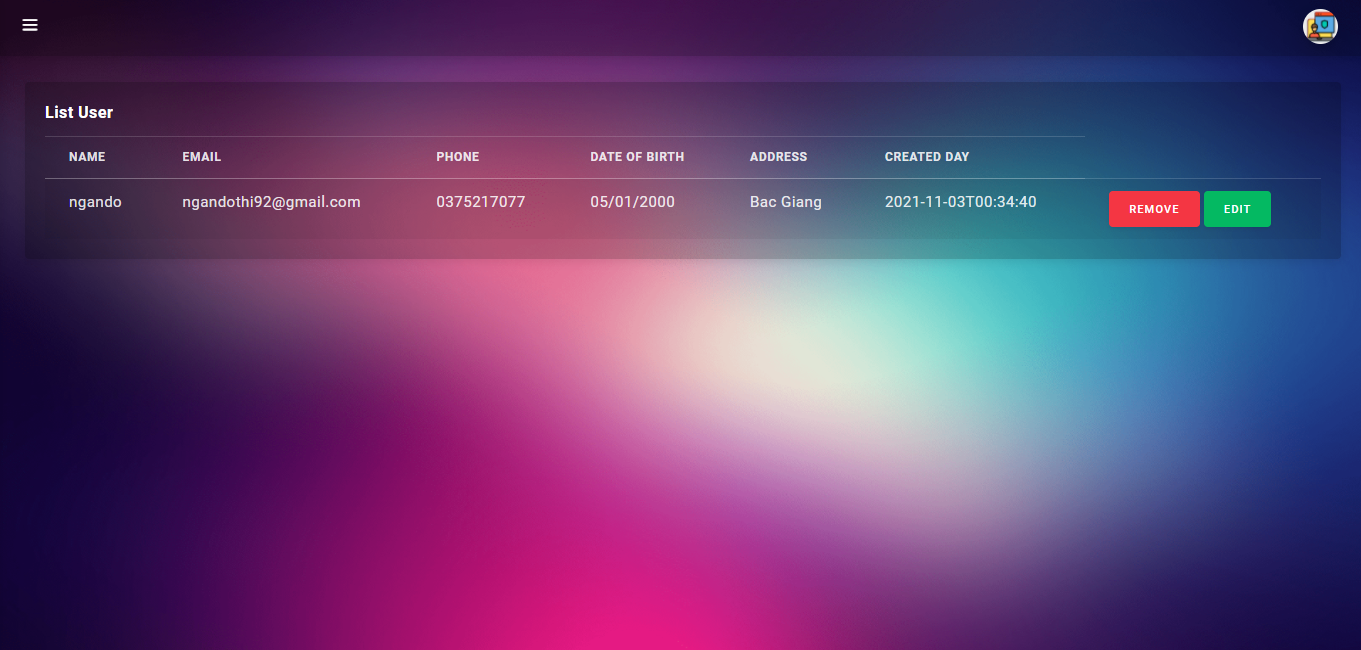 List User
NAME EMAIL PHONE DATE OF BIRTH ADDRESS CREATED DAY
ngando ngandothi92@gmail.com 0375217077 05/01/2000 Bac Giang 2021-11-03T00:34:40 REMOVE EDIT